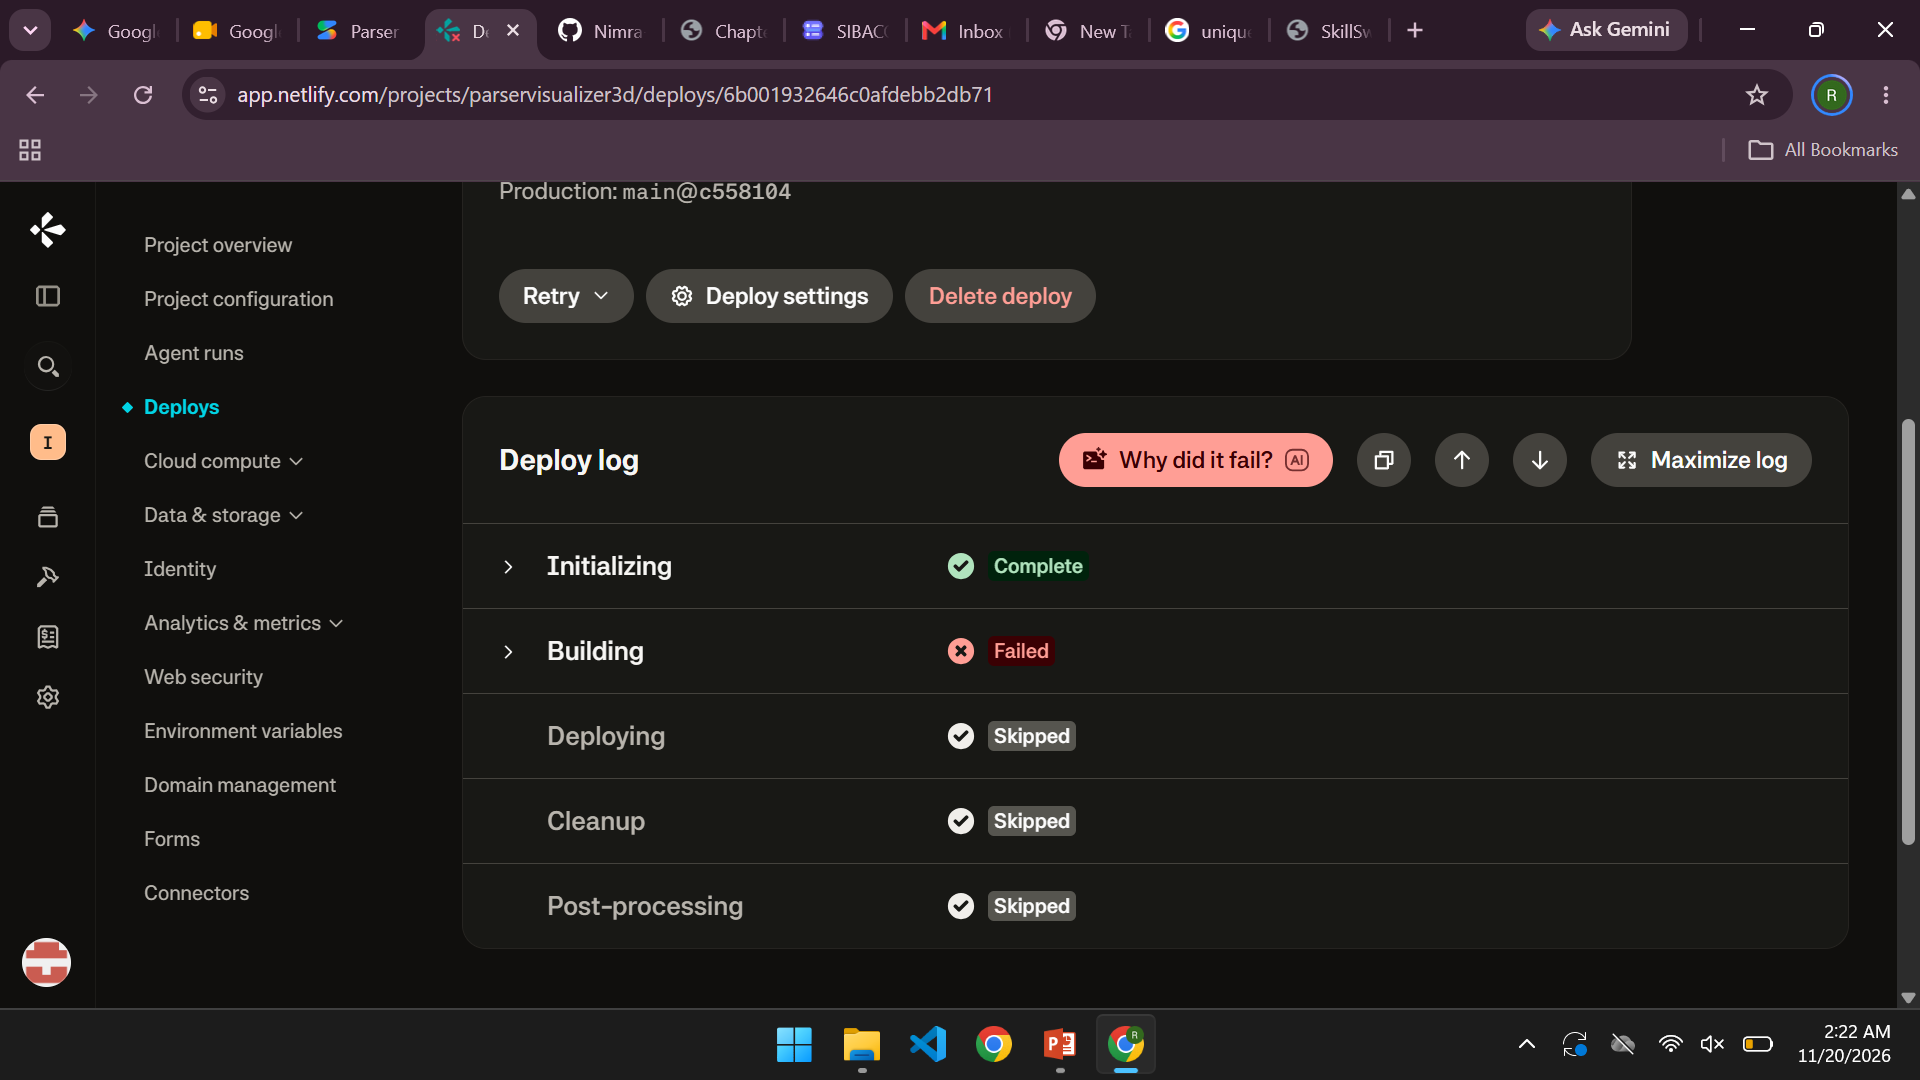 Googl
Googl
Parser
De
Nimra
Chapt
SIBAC
Inbox
New T
uniqu
SkillSw
Ask Gemini
app.netlify.com/projects/parservisualizer3d/deploys/6b001932646c0afdebb2db71
R
All Bookmarks
Production: main@c558104
Project overview
Project configuration
Agent runs
Deploys
Cloud compute
Data & storage
Identity
Analytics & metrics
Web security
Environment variables
Domain management
Forms
Connectors
I
Retry
Deploy settings
Delete deploy
Deploy log
Why did it fail? AI
Maximize log
Initializing Complete
Building Failed
Deploying Skipped
Cleanup Skipped
Post-processing Skipped
2:22 AM
11/20/2026